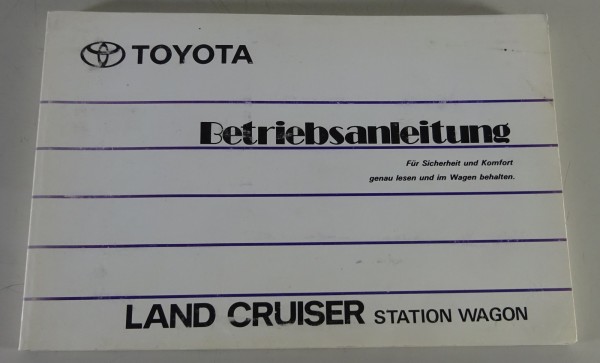 TOYOTA
Betriebsanleitung
Für Sicherheit und Komfort
genau lesen und im Wagen behalten.
LAND CRUISER STATION WAGON